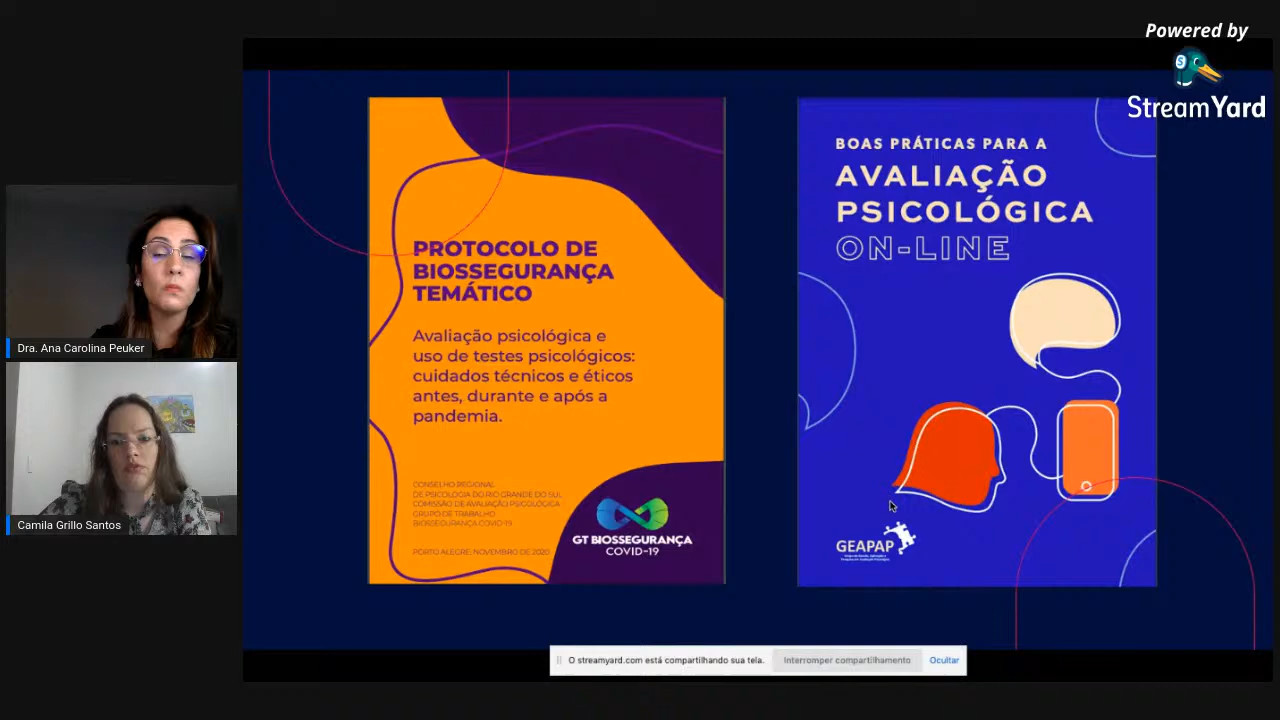 Powered by
StreamYard
Dra. Ana Carolina Peuker
Camila Grillo Santos
PROTOCOLO DE
BIOSSEGURANÇA
TEMÁTICO
Avaliação psicológica e
uso de testes psicológicos:
cuidados técnicos e éticos
antes, durante e após a
pandemia.
CONSELHO REGIONAL
DE PSICOLOGIA DO RIO GRANDE DO SUL
COMISSÃO DE AVALIAÇÃO PSICOLÓGICA
GRUPO DE TRABALHO
BIOSSEGURANÇA COVID-19
PORTO ALEGRE, NOVEMBRO DE 2020
GT BIOSSEGURANÇA
COVID-19
BOAS PRÁTICAS PARA A
AVALIAÇÃO
PSICOLÓGICA
ON-LINE
GEAPAP
O streamyard.com está compartilhando sua tela.
Interromper compartilhamento
Ocultar